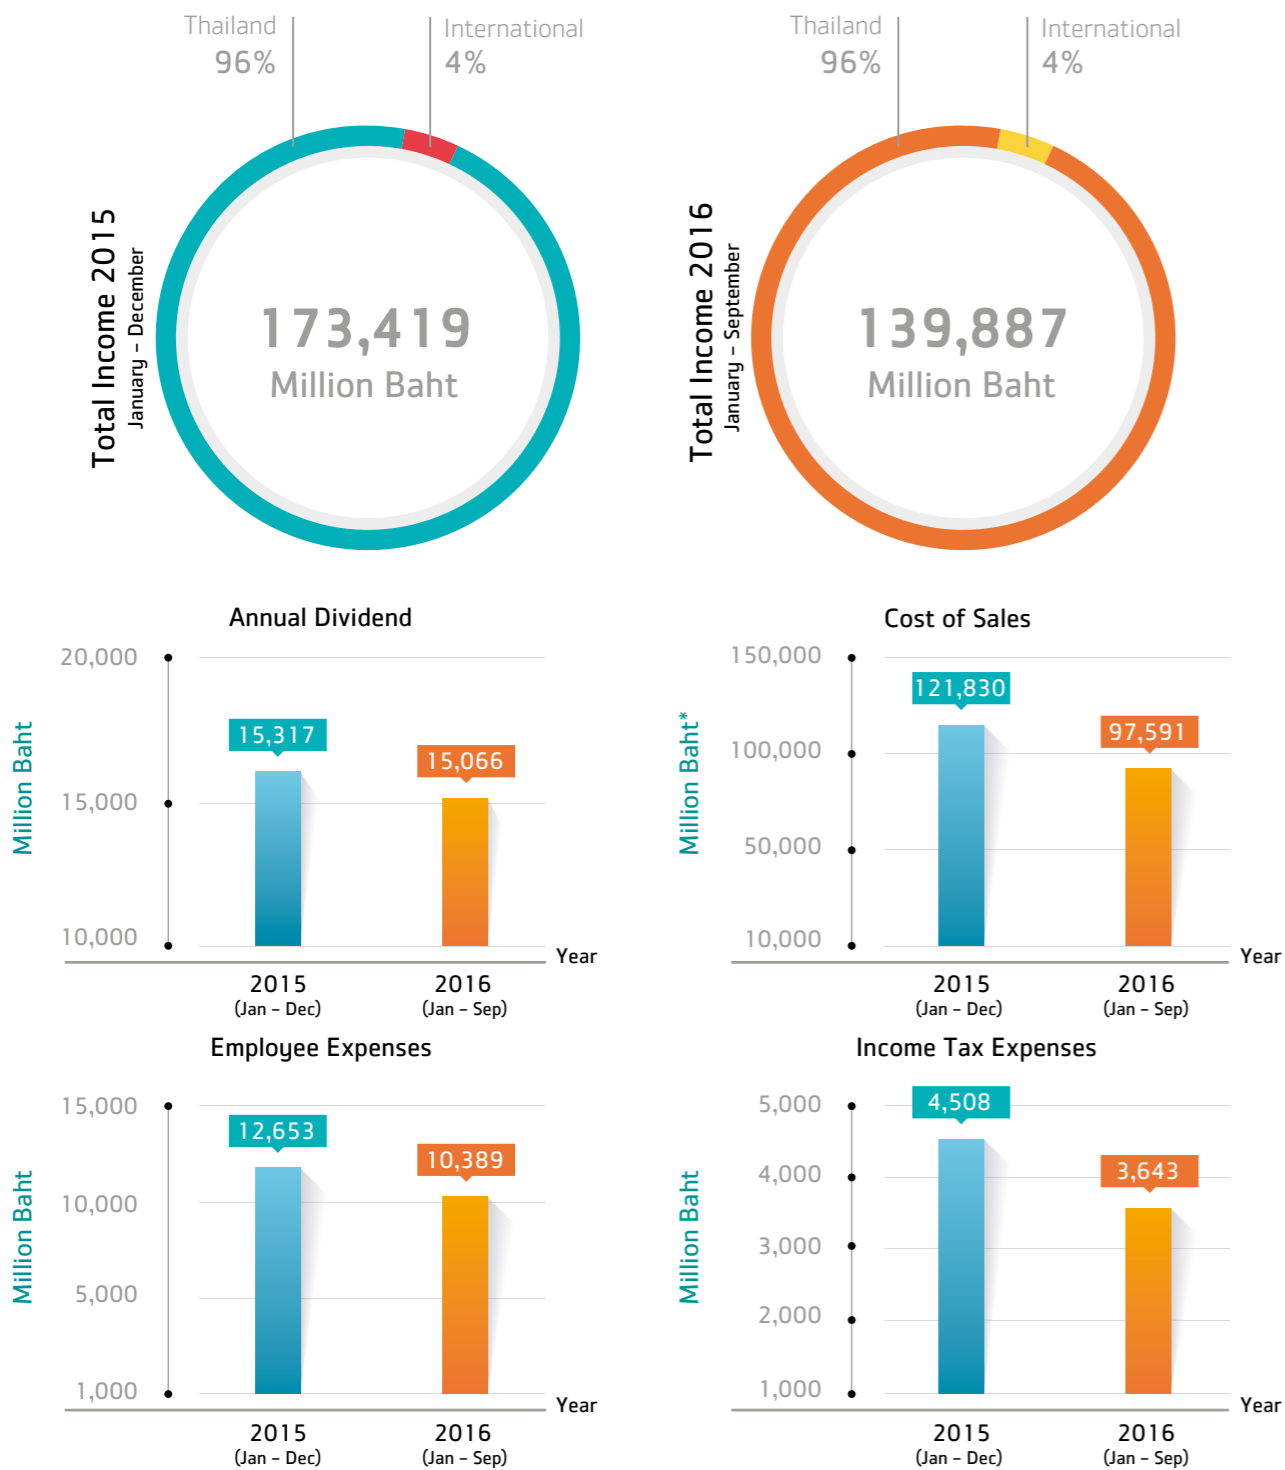 Thailand
96%
International
4%
Total Income 2015
January – December
173,419
Million Baht
Thailand
96%
International
4%
Total Income 2016
January – September
139,887
Million Baht
Annual Dividend
Million Baht
20,000
15,000
10,000
15,317
15,066
Year
2015
(Jan – Dec)
2016
(Jan – Sep)
Cost of Sales
Million Baht*
150,000
100,000
50,000
10,000
121,830
97,591
Year
2015
(Jan – Dec)
2016
(Jan – Sep)
Employee Expenses
Million Baht
15,000
10,000
5,000
1,000
12,653
10,389
Year
2015
(Jan – Dec)
2016
(Jan – Sep)
Income Tax Expenses
Million Baht
5,000
4,000
3,000
2,000
1,000
4,508
3,643
Year
2015
(Jan – Dec)
2016
(Jan – Sep)